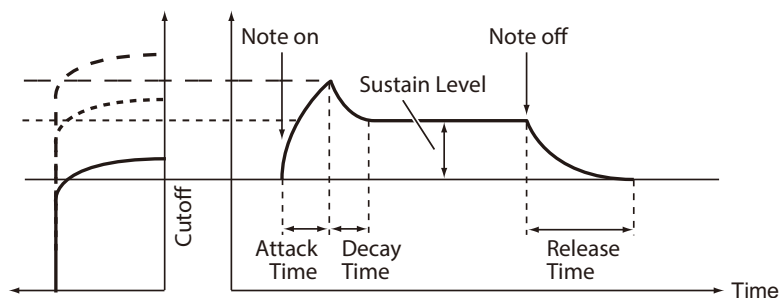 Note on
Note off
Sustain Level
Cutoff
Attack
Time
Decay
Time
Release
Time
Time